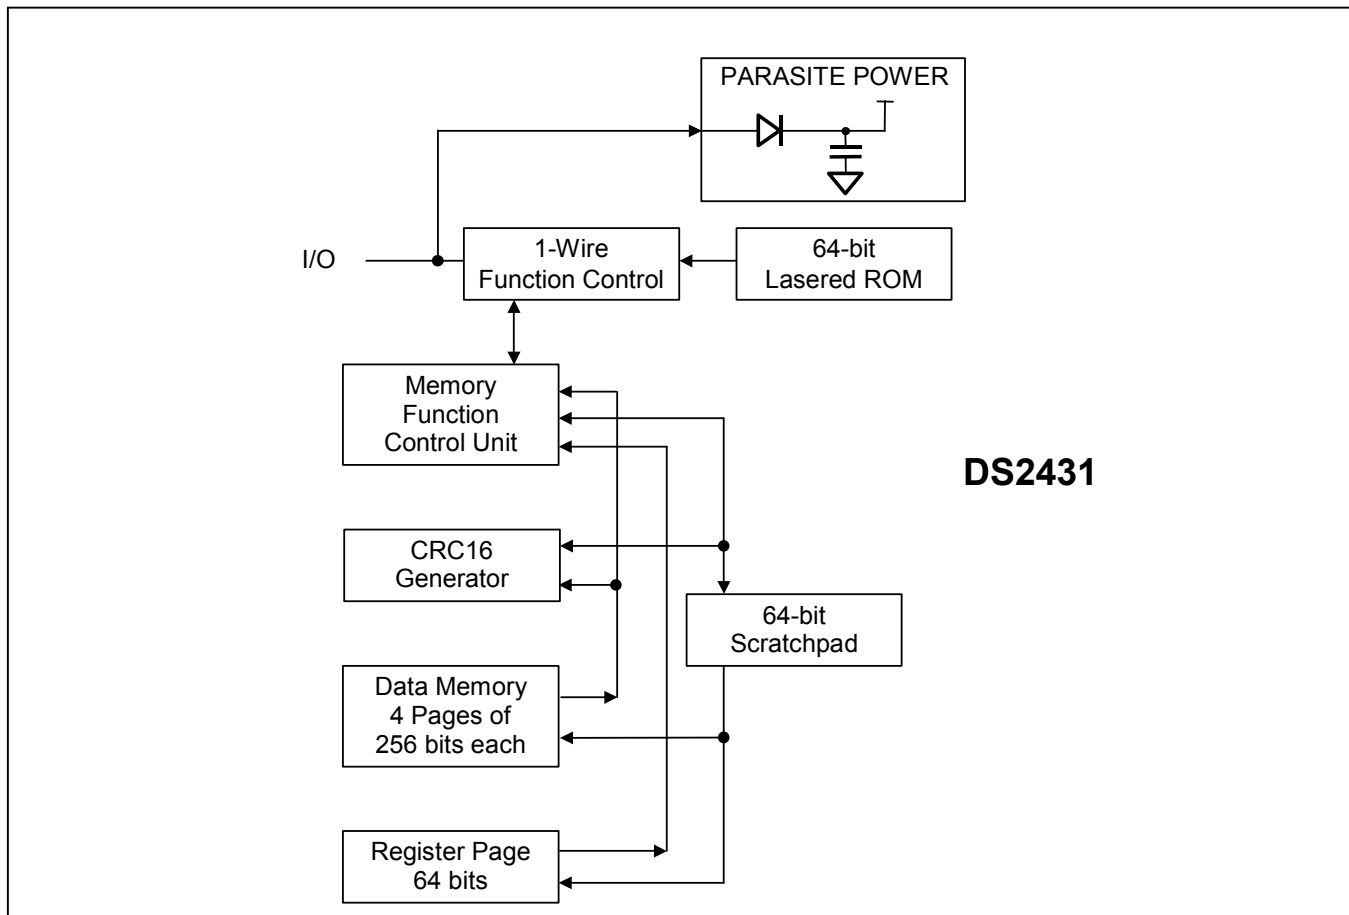 PARASITE POWER
I/O
1-Wire
Function Control
64-bit
Lasered ROM
Memory
Function
Control Unit
DS2431
CRC16
Generator
64-bit
Scratchpad
Data Memory
4 Pages of
256 bits each
Register Page
64 bits